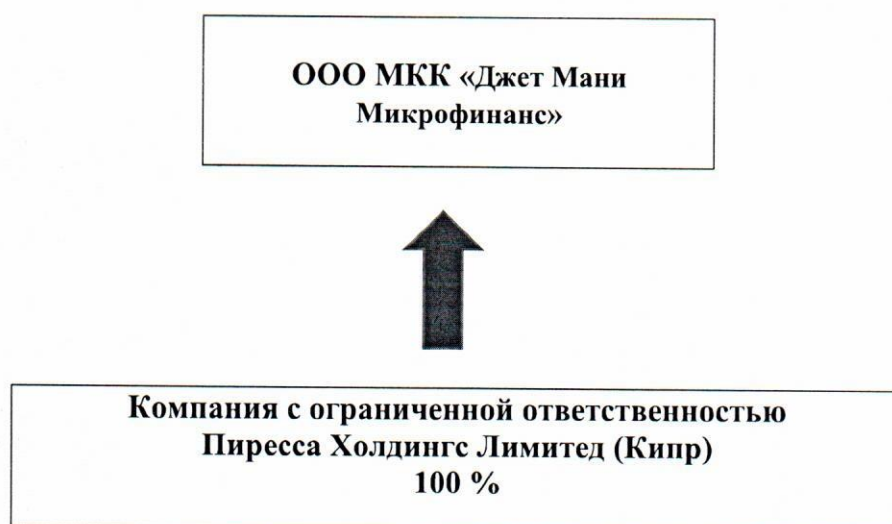 ООО МКК «Джет Мани
Микрофинанс»
Компания с ограниченной ответственностью
Пиресса Холдингс Лимитед (Кипр)
100 %